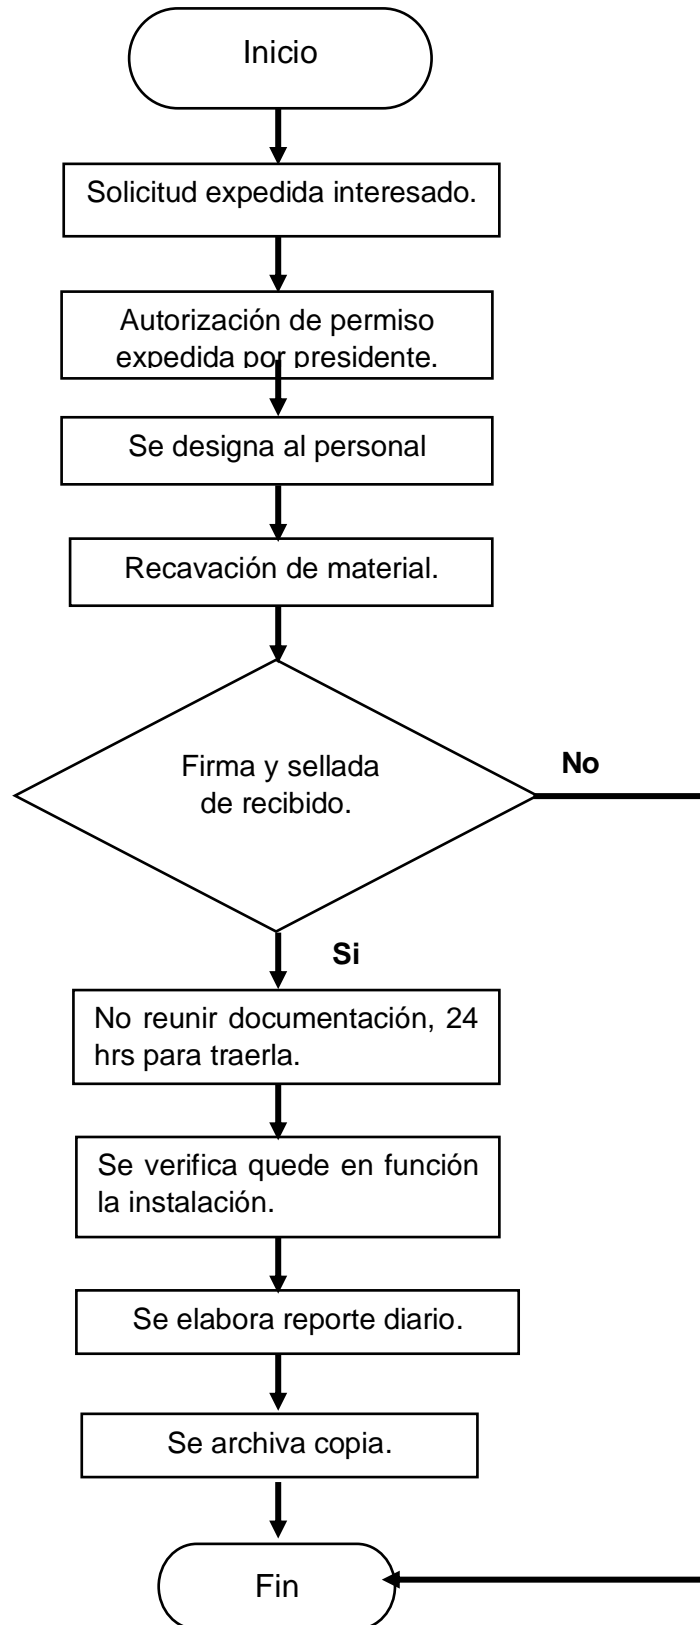 Inicio
Solicitud expedida interesado.
Autorización de permiso
expedida por presidente.
Se designa al personal
Recavación de material.
Firma y sellada
de recibido.
No
Si
No reunir documentación, 24
hrs para traerla.
Se verifica quede en función
la instalación.
Se elabora reporte diario.
Se archiva copia.
Fin